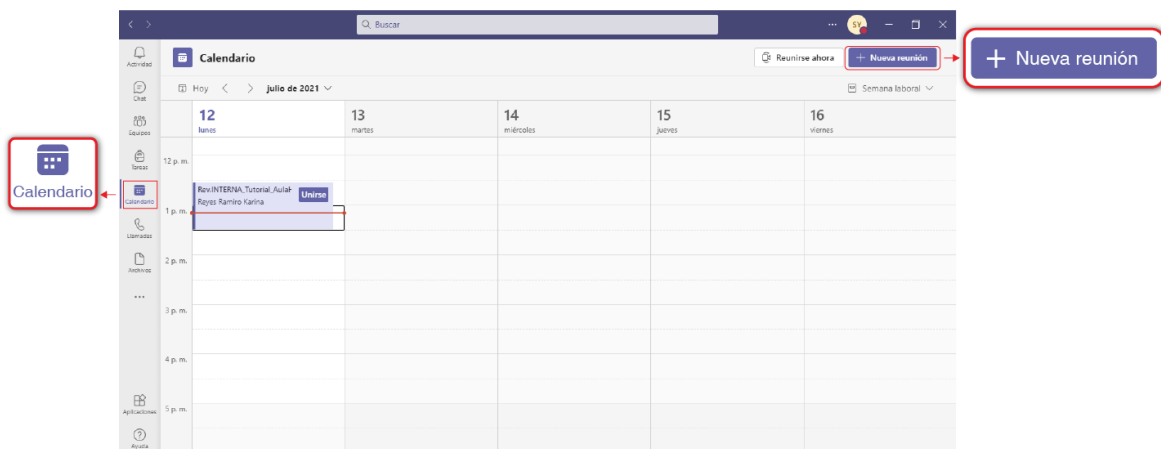 Buscar
SY
Actividad
Calendario
Reunirse ahora
+ Nueva reunión
+ Nueva reunión
Chat
Hoy
julio de 2021
Semana laboral
Equipos
12
lunes
13
martes
14
miércoles
15
jueves
16
viernes
Tareas
12 p. m.
Calendario
Calendario
Rev.INTERNA_Tutorial_Aula
Reyes Ramiro Karina
Unirse
1 p. m.
Llamadas
Archivos
2 p. m.
...
3 p. m.
4 p. m.
Aplicaciones
5 p. m.
Ayuda